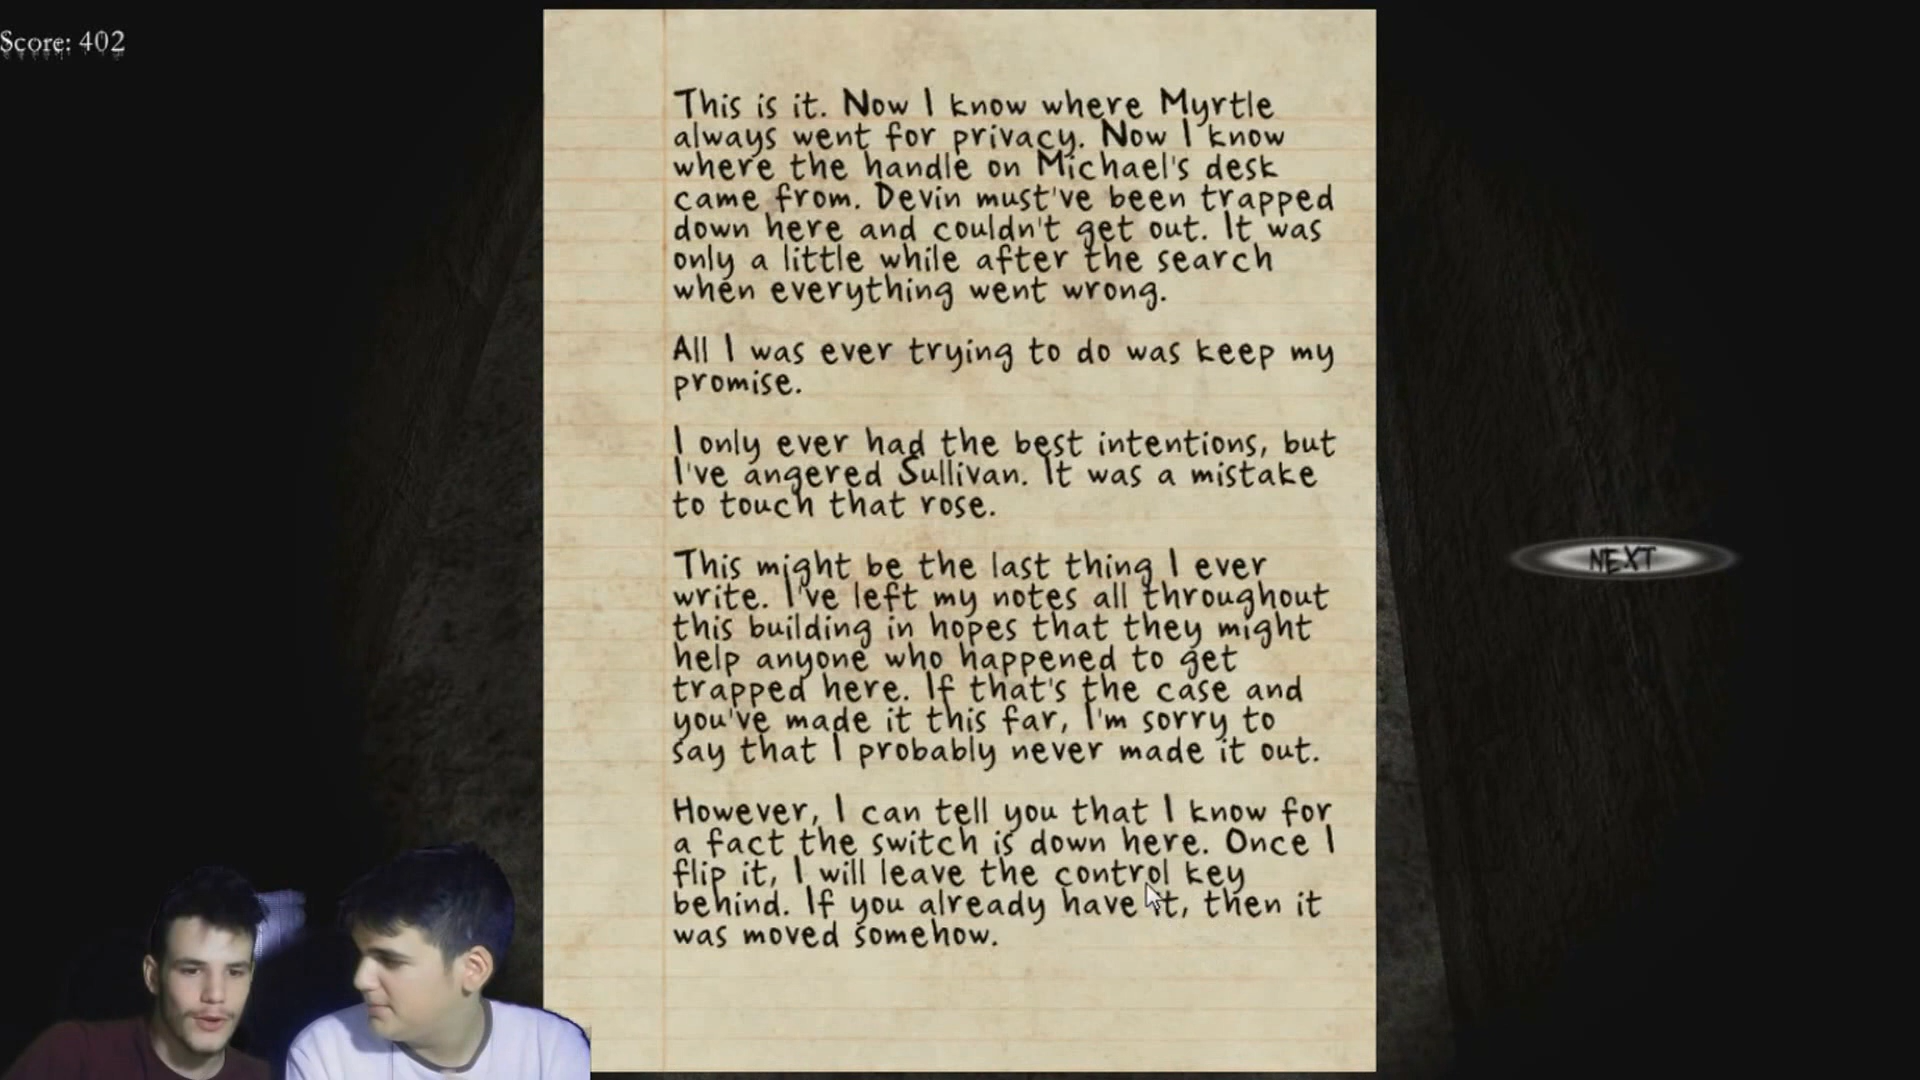 Score: 402
This is it. Now I know where Myrtle
always went for privacy. Now I know
where the handle on Michael's desk
came from. Devin must've been trapped
down here and couldn't get out. It was
only a little while after the search
when everything went wrong.
All I was ever trying to do was keep my
promise.
I only ever had the best intentions, but
I've angered Sullivan. It was a mistake
to touch that rose.
This might be the last thing I ever
write. I've left my notes all throughout
this building in hopes that they might
help anyone who happened to get
trapped here. If that's the case and
you've made it this far, I'm sorry to
say that I probably never made it out.
However, I can tell you that I know for
a fact the switch is down here. Once I
flip it, I will leave the control key
behind. If you already have it, then it
was moved somehow.
NEXT